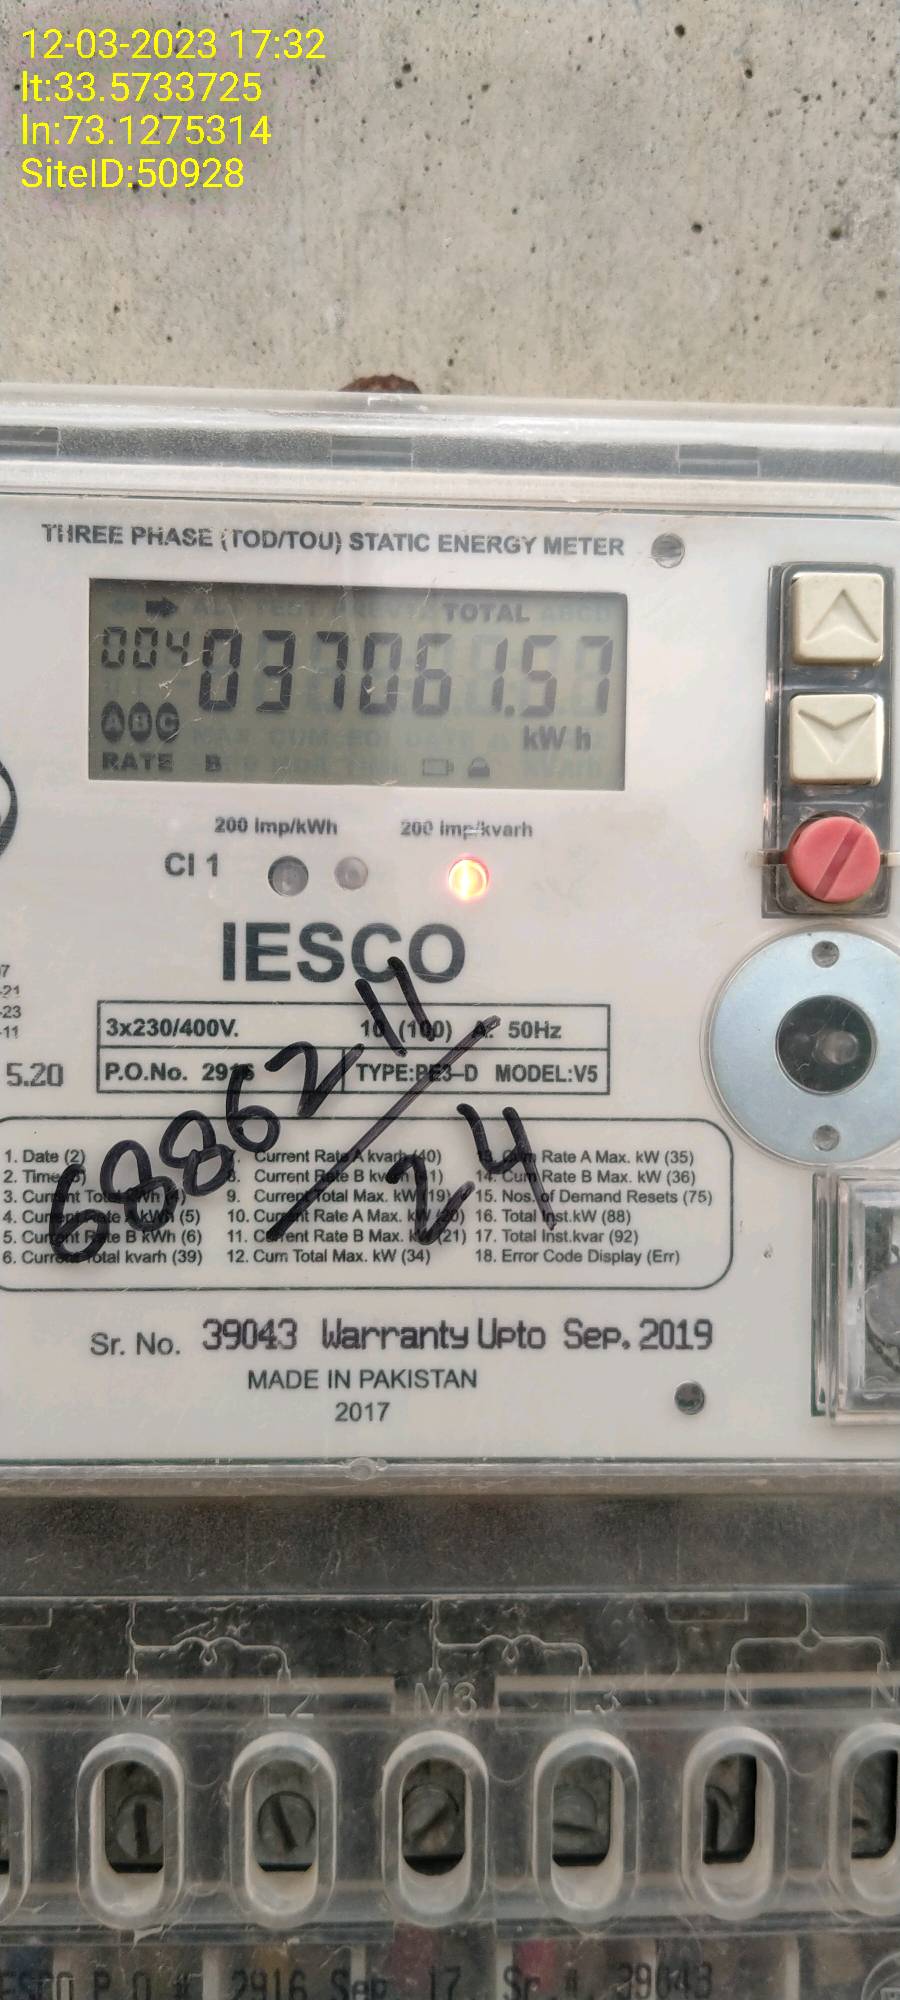 12-03-2023 17:32
lt:33.5733725
ln:73.1275314
SiteID:50928
THREE PHASE (TOD/TOU) STATIC ENERGY METER
TOTAL
004 037061.57
ABC
kWh
RATE B
200 imp/kWh 200 imp/kvarh
CI 1
IESCO
3x230/400V. 10 (100) A. 50Hz
5.20
P.O.No. 2916 TYPE:PE3-D MODEL:V5
68862 11
24
1. Date (2)
2. Time
3. Current Total kWh (4)
4. Current Rate A kWh (5)
5. Current Rate B kWh (6)
6. Current Total kvarh (39)
7. Current Rate A kvarh (40)
8. Current Rate B kvarh
9. Current Total Max. kW (19)
10. Current Rate A Max. kW (20)
11. Current Rate B Max. kW (21)
12. Cum Total Max. kW (34)
13. Cum Rate A Max. kW (35)
14. Cum Rate B Max. kW (36)
15. Nos. of Demand Resets (75)
16. Total Inst.kW (88)
17. Total Inst.kvar (92)
18. Error Code Display (Err)
Sr. No. 39043 Warranty Upto Sep. 2019
MADE IN PAKISTAN
2017
M2 L2 M3 L3 N N
IESCO P.O # 2916 Sep 17 Sr.#. 39043